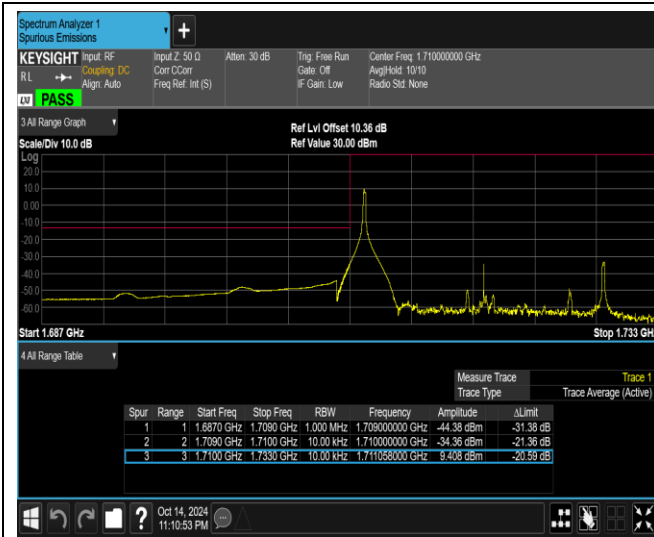 Spectrum Analyzer 1
Spurious Emissions
KEYSIGHT Input: RF Input Z: 50 Ω Atten: 30 dB Trig: Free Run Center Freq: 1.710000000 GHz
RL Coupling: DC Corr CCorr Gate: Off Avg|Hold: 10/10
Align: Auto Freq Ref: Int (S) IF Gain: Low Radio Std: None
LXI PASS
3 All Range Graph
Ref Lvl Offset 10.36 dB
Scale/Div 10.0 dB Ref Value 30.00 dBm
Log
20.0
10.0
0.00
-10.0
-20.0
-30.0
-40.0
-50.0
-60.0
Start 1.687 GHz Stop 1.733 GH
4 All Range Table
Measure Trace Trace 1
Trace Type Trace Average (Active)
Spur Range Start Freq Stop Freq RBW Frequency Amplitude ΔLimit
1 1 1.6870 GHz 1.7090 GHz 1.000 MHz 1.709000000 GHz -44.38 dBm -31.38 dB
2 2 1.7090 GHz 1.7100 GHz 10.00 kHz 1.710000000 GHz -34.36 dBm -21.36 dB
3 3 1.7100 GHz 1.7330 GHz 10.00 kHz 1.711058000 GHz 9.408 dBm -20.59 dB
Oct 14, 2024
11:10:53 PM